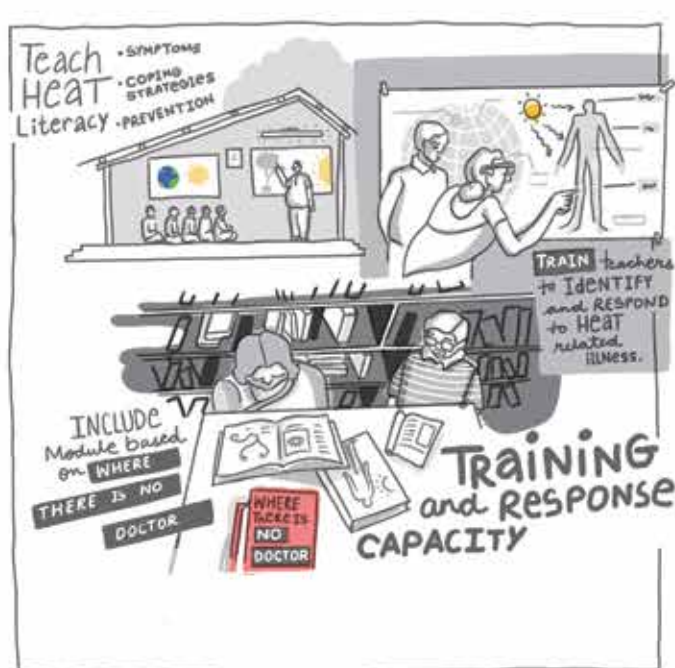 Teach
HEAT
Literacy
• SYMPTOMS
• COPING
STRATEGIES
• PREVENTION
TRAIN teachers
to IDENTIFY
and RESPOND
to HEAT
related
illness.
INCLUDE
Module based
on WHERE
THERE IS NO
DOCTOR
WHERE
THERE IS
NO
DOCTOR
TRAINING
and RESPONSE
CAPACITY